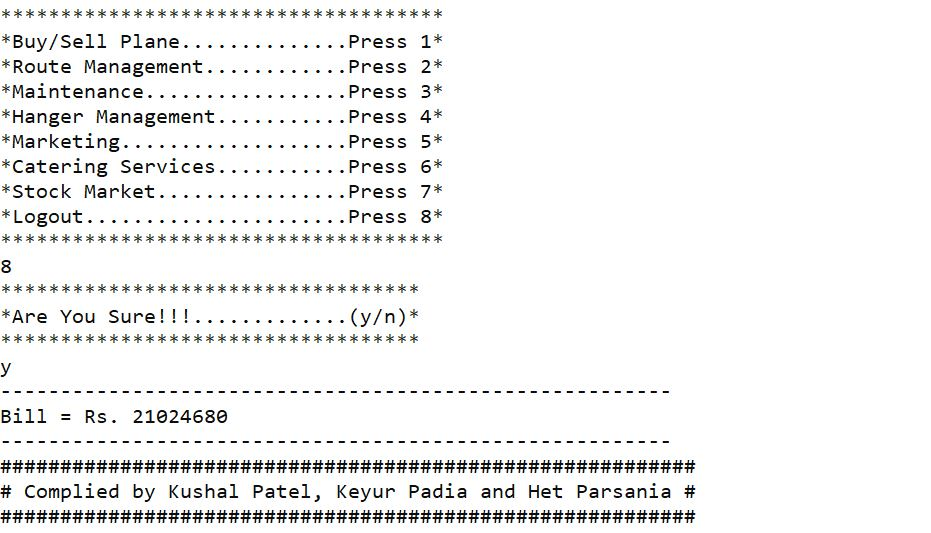 *************************************
*Buy/Sell Plane..............Press 1*
*Route Management............Press 2*
*Maintenance.................Press 3*
*Hanger Management...........Press 4*
*Marketing...................Press 5*
*Catering Services...........Press 6*
*Stock Market................Press 7*
*Logout......................Press 8*
*************************************
8
***********************************
*Are You Sure!!!.............(y/n)*
***********************************
y
--------------------------------------------------------
Bill = Rs. 21024680
--------------------------------------------------------
##########################################################
# Complied by Kushal Patel, Keyur Padia and Het Parsania #
##########################################################